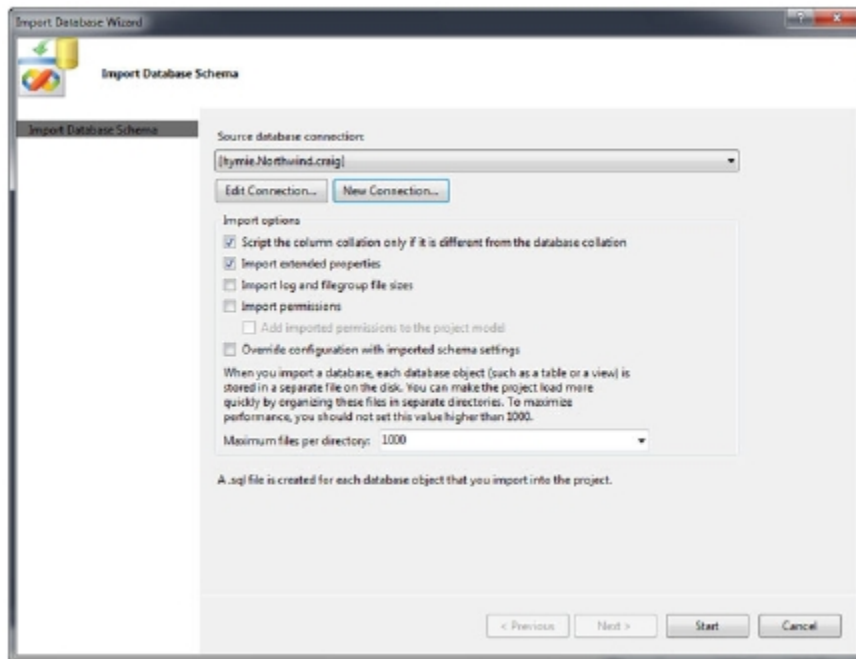 Import Database Wizard
Import Database Schema
Import Database Schema
Source database connection:
[hymie.Northwind.craig]
Edit Connection...
New Connection...
Import options
Script the column collation only if it is different from the database collation
Import extended properties
Import log and filegroup file sizes
Import permissions
Add imported permissions to the project model
Override configuration with imported schema settings
When you import a database, each database object (such as a table or a view) is
stored in a separate file on the disk. You can make the project load more
quickly by organizing these files in separate directories. To maximize
performance, you should not set this value higher than 1000.
Maximum files per directory: 1000
A .sql file is created for each database object that you import into the project.
< Previous
Next >
Start
Cancel